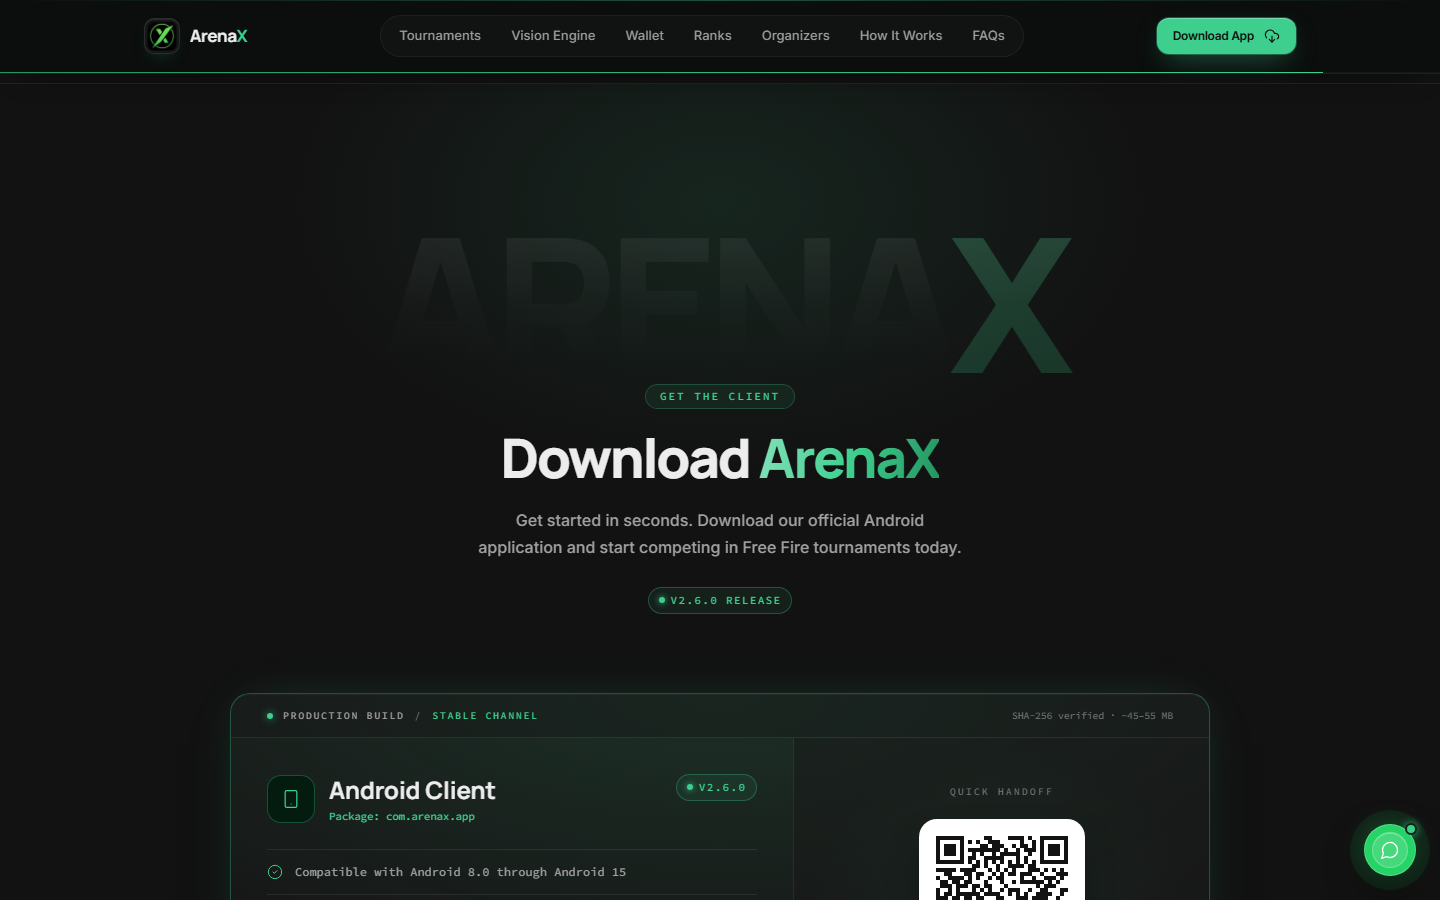 ArenaX
Tournaments Vision Engine Wallet Ranks Organizers How It Works FAQs
Download App
ARENAX
GET THE CLIENT
Download ArenaX
Get started in seconds. Download our official Android
application and start competing in Free Fire tournaments today.
V2.6.0 RELEASE
PRODUCTION BUILD / STABLE CHANNEL
SHA-256 verified · ~45–55 MB
Android Client
V2.6.0
Package: com.arenax.app
Compatible with Android 8.0 through Android 15
QUICK HANDOFF